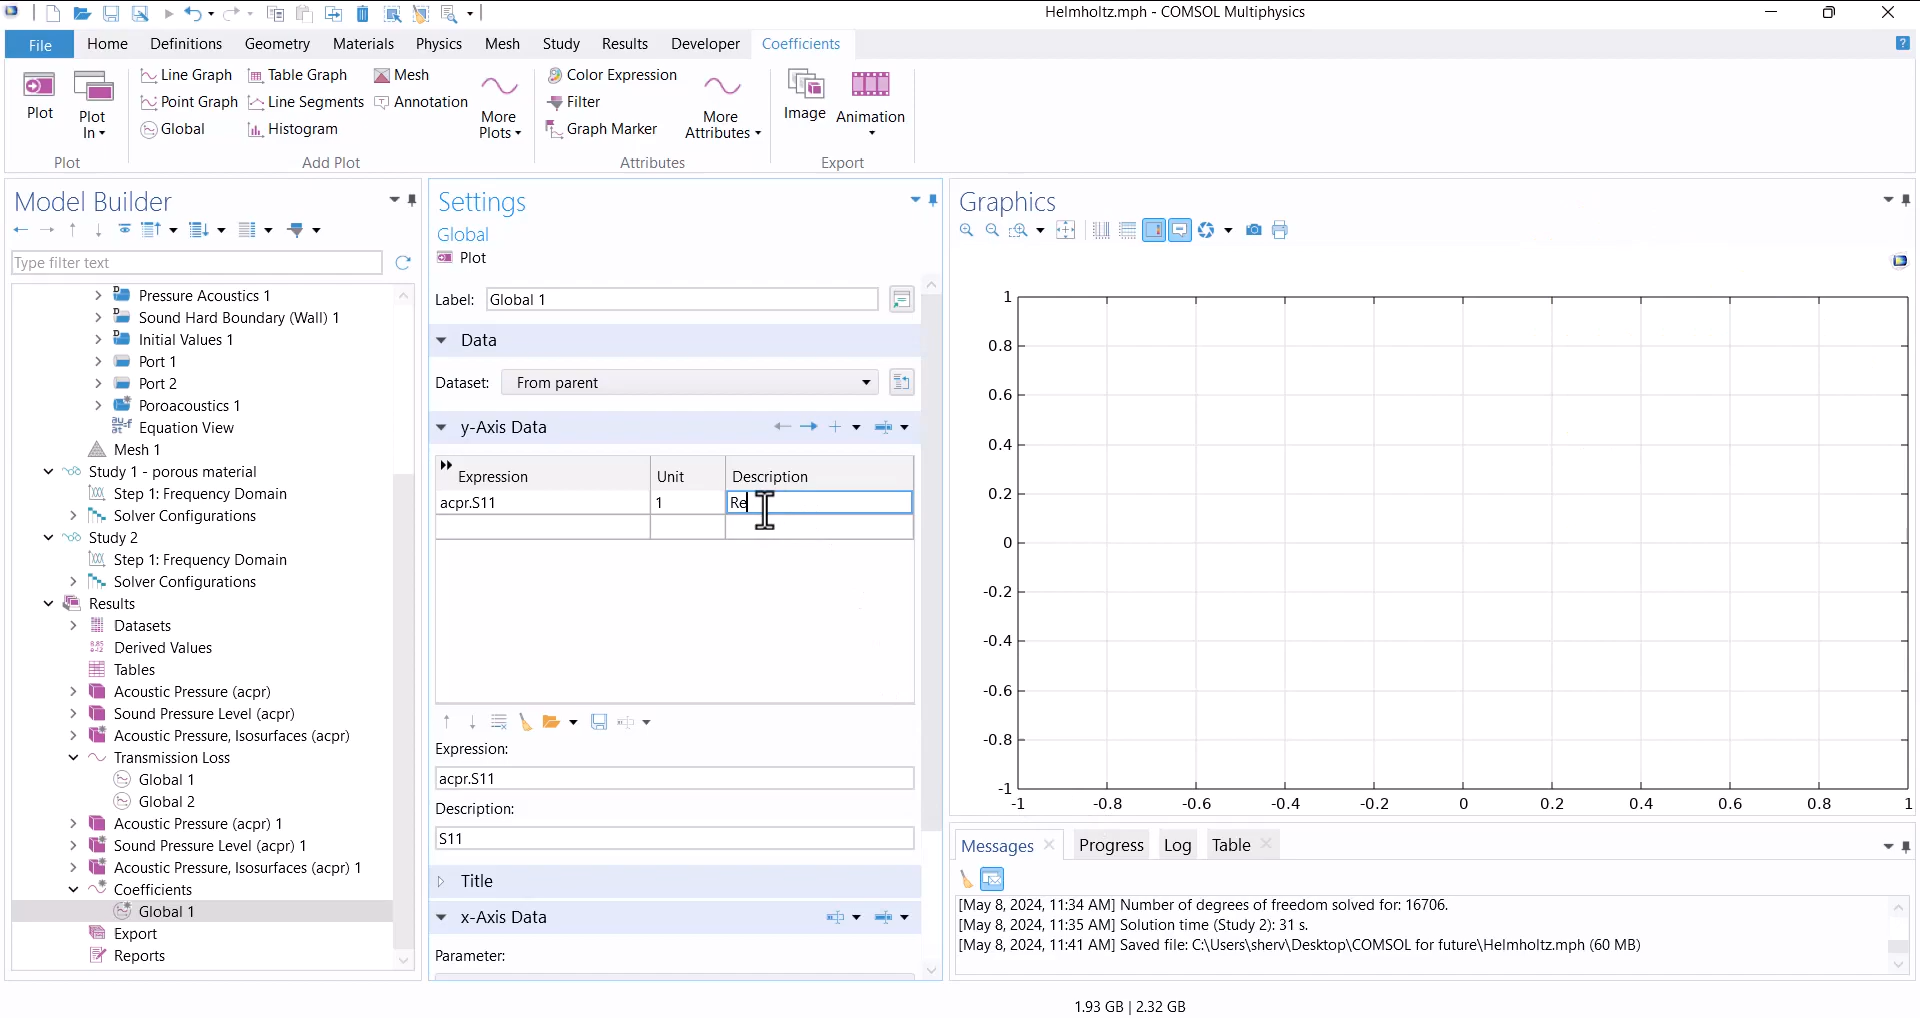 Helmholtz.mph - COMSOL Multiphysics
File Home Definitions Geometry Materials Physics Mesh Study Results Developer Coefficients
Plot
Plot In
Plot
Line Graph
Point Graph
Global
Table Graph
Line Segments
Histogram
Mesh
Annotation
More Plots
Add Plot
Color Expression
Filter
Graph Marker
More Attributes
Attributes
Image
Animation
Export
Model Builder
Type filter text
Pressure Acoustics 1
Sound Hard Boundary (Wall) 1
Initial Values 1
Port 1
Port 2
Poroacoustics 1
Equation View
Mesh 1
Study 1 - porous material
Step 1: Frequency Domain
Solver Configurations
Study 2
Step 1: Frequency Domain
Solver Configurations
Results
Datasets
Derived Values
Tables
Acoustic Pressure (acpr)
Sound Pressure Level (acpr)
Acoustic Pressure, Isosurfaces (acpr)
Transmission Loss
Global 1
Global 2
Acoustic Pressure (acpr) 1
Sound Pressure Level (acpr) 1
Acoustic Pressure, Isosurfaces (acpr) 1
Coefficients
Global 1
Export
Reports
Settings
Global
Plot
Label: Global 1
Data
Dataset: From parent
y-Axis Data
Expression Unit Description
acpr.S11 1 Re
Expression:
acpr.S11
Description:
S11
Title
x-Axis Data
Parameter:
Graphics
1
0.8
0.6
0.4
0.2
0
-0.2
-0.4
-0.6
-0.8
-1
-1 -0.8 -0.6 -0.4 -0.2 0 0.2 0.4 0.6 0.8 1
Messages Progress Log Table
[May 8, 2024, 11:34 AM] Number of degrees of freedom solved for: 16706.
[May 8, 2024, 11:35 AM] Solution time (Study 2): 31 s.
[May 8, 2024, 11:41 AM] Saved file: C:\Users\sherv\Desktop\COMSOL for future\Helmholtz.mph (60 MB)
1.93 GB | 2.32 GB